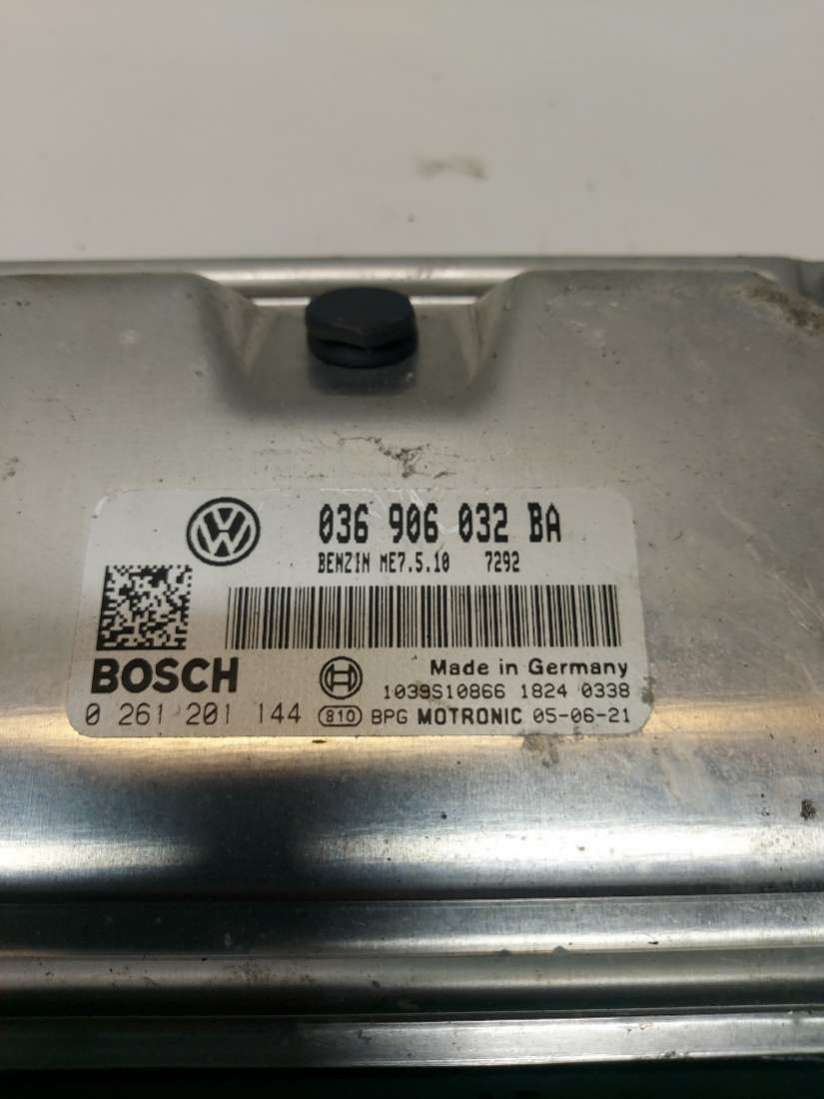 036 906 032 BA
BENZIN ME7.5.10 7292
BOSCH
Made in Germany
1039S10866 1824 0338
0 261 201 144 810 BPG MOTRONIC 05-06-21